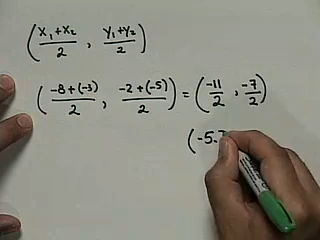 (x₁+x₂/2, y₁+y₂/2)
(-8+(-3)/2, -2+(-5)/2) = (-11/2, -7/2)
(-5.